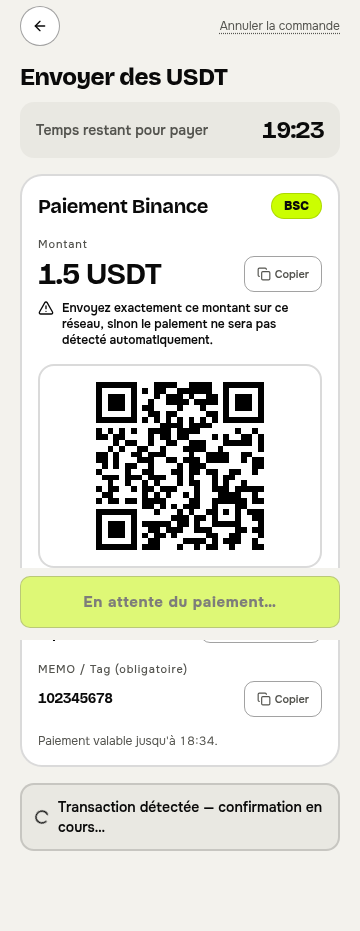 Annuler la commande
Envoyer des USDT
Temps restant pour payer 19:23
Paiement Binance BSC
Montant
1.5 USDT Copier
Envoyez exactement ce montant sur ce
réseau, sinon le paiement ne sera pas
détecté automatiquement.
En attente du paiement...
MEMO / Tag (obligatoire)
102345678 Copier
Paiement valable jusqu'à 18:34.
Transaction détectée — confirmation en
cours...